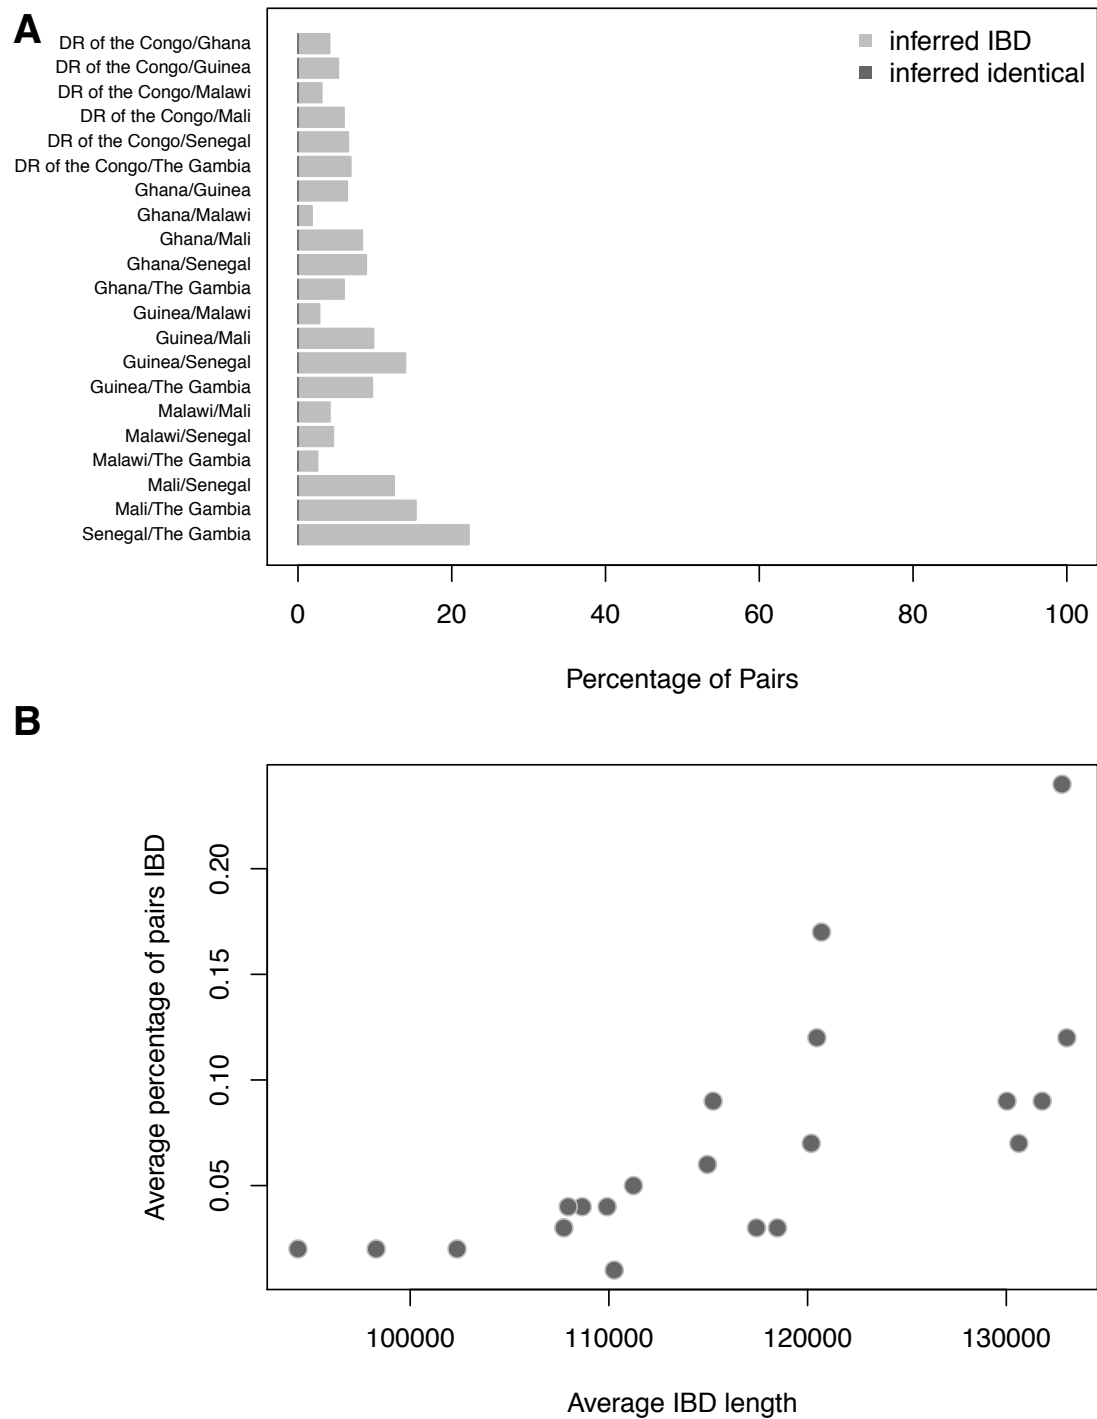 A
inferred IBD
inferred identical
DR of the Congo/Ghana
DR of the Congo/Guinea
DR of the Congo/Malawi
DR of the Congo/Mali
DR of the Congo/Senegal
DR of the Congo/The Gambia
Ghana/Guinea
Ghana/Malawi
Ghana/Mali
Ghana/Senegal
Ghana/The Gambia
Guinea/Malawi
Guinea/Mali
Guinea/Senegal
Guinea/The Gambia
Malawi/Mali
Malawi/Senegal
Malawi/The Gambia
Mali/Senegal
Mali/The Gambia
Senegal/The Gambia
0 20 40 60 80 100
Percentage of Pairs
B
Average percentage of pairs IBD
0.20
0.15
0.10
0.05
100000 110000 120000 130000
Average IBD length